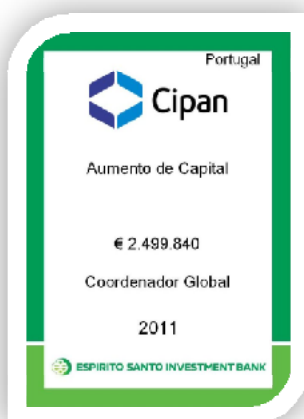 Portugal
Cipan
Aumento de Capital
€ 2.499.840
Coordenador Global
2011
ESPIRITO SANTO INVESTMENT BANK